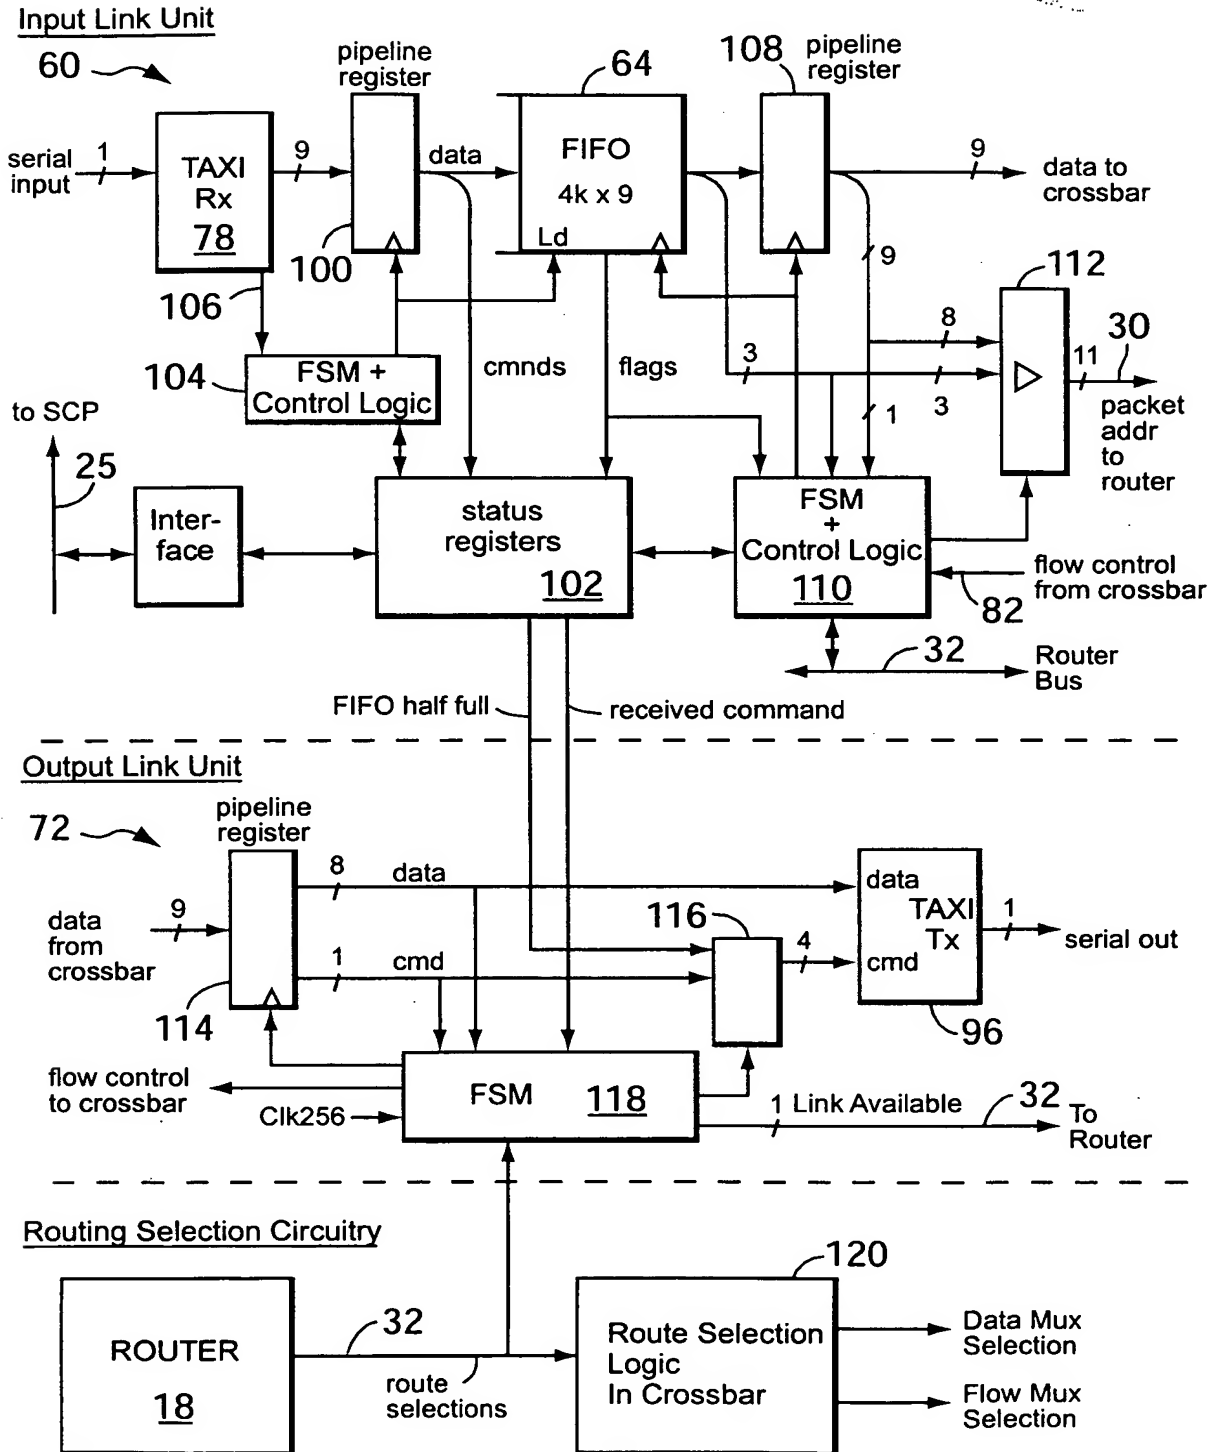 Input Link Unit
60
pipeline
register
64
108
pipeline
register
serial
input
1
TAXI
Rx
78
9
data
FIFO
4k x 9
Ld
9
data to
crossbar
100
106
9
112
104
FSM +
Control Logic
cmnds
flags
3
8
3
1
11
30
packet
addr
to
router
to SCP
25
Inter-
face
status
registers
102
FSM
+
Control Logic
110
flow control
from crossbar
82
32
Router
Bus
FIFO half full
received command
Output Link Unit
72
pipeline
register
8
data
data
TAXI
Tx
cmd
1
serial out
9
data
from
crossbar
116
4
1
cmd
114
96
flow control
to crossbar
Clk256
FSM
118
1
Link Available
32
To
Router
Routing Selection Circuitry
120
ROUTER
18
32
route
selections
Route Selection
Logic
In Crossbar
Data Mux
Selection
Flow Mux
Selection